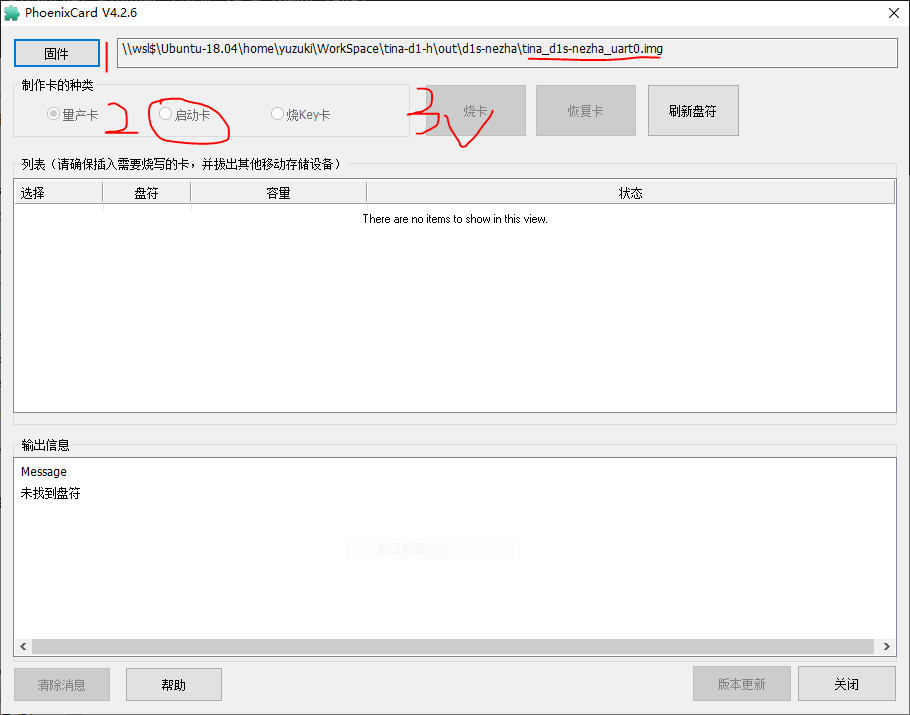 PhoenixCard V4.2.6
固件 1 \\wsl$\Ubuntu-18.04\home\yuzuki\WorkSpace\tina-d1-h\out\d1s-nezha\tina_d1s-nezha_uart0.img
制作卡的种类
量产卡 2 启动卡 烧Key卡 3 烧卡 恢复卡 刷新盘符
列表（请确保插入需要烧写的卡，并拔出其他移动存储设备）
选择 盘符 容量 状态
There are no items to show in this view.
输出信息
Message
未找到盘符
清除消息 帮助 版本更新 关闭